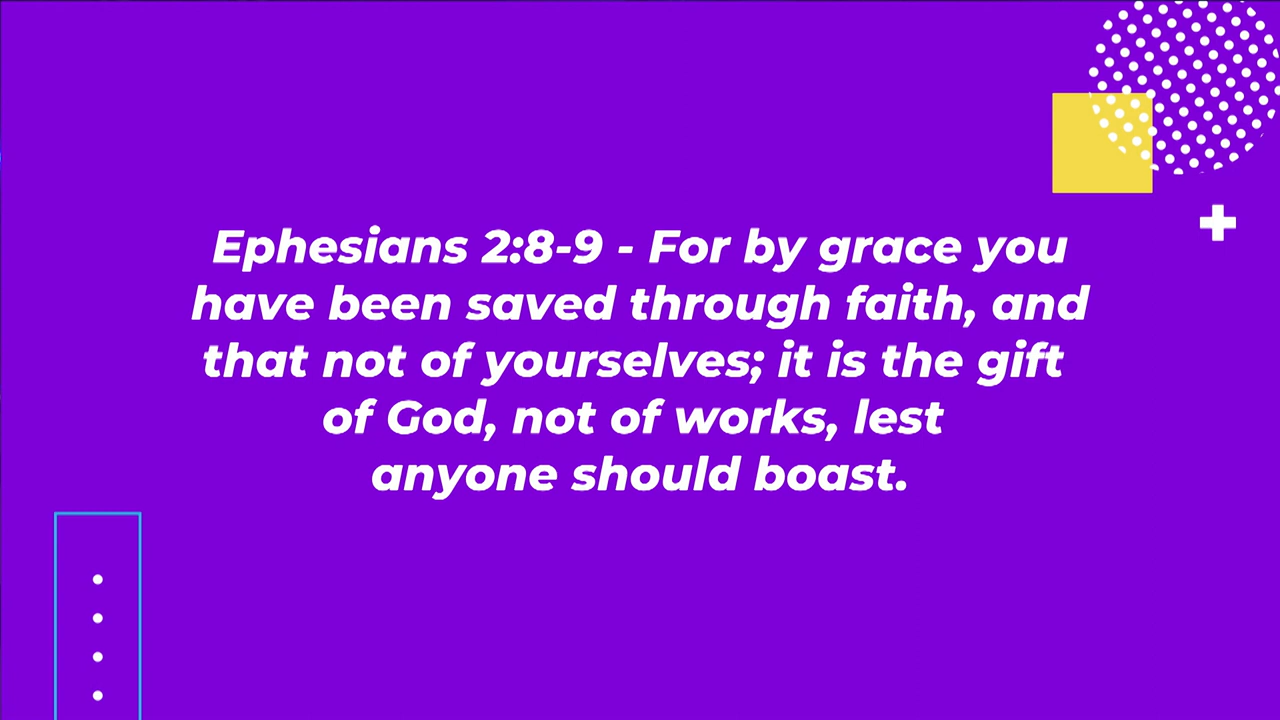 Ephesians 2:8-9 - For by grace you
have been saved through faith, and
that not of yourselves; it is the gift
of God, not of works, lest
anyone should boast.